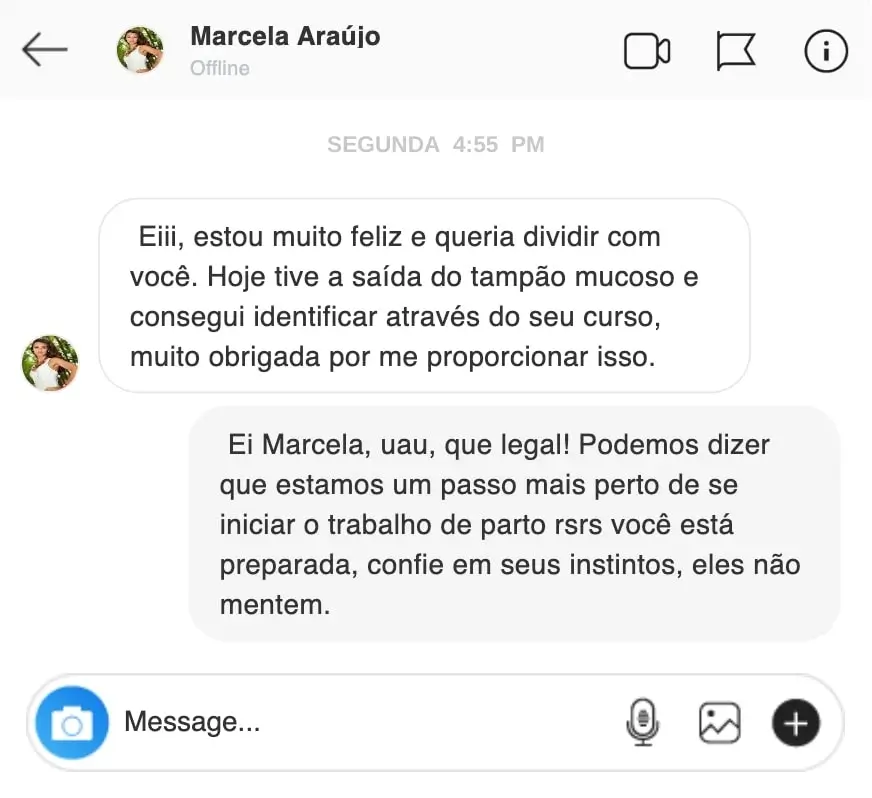 Marcela Araújo
Offline
SEGUNDA 4:55 PM
Eiii, estou muito feliz e queria dividir com
você. Hoje tive a saída do tampão mucoso e
consegui identificar através do seu curso,
muito obrigada por me proporcionar isso.
Ei Marcela, uau, que legal! Podemos dizer
que estamos um passo mais perto de se
iniciar o trabalho de parto rsrs você está
preparada, confie em seus instintos, eles não
mentem.
Message...